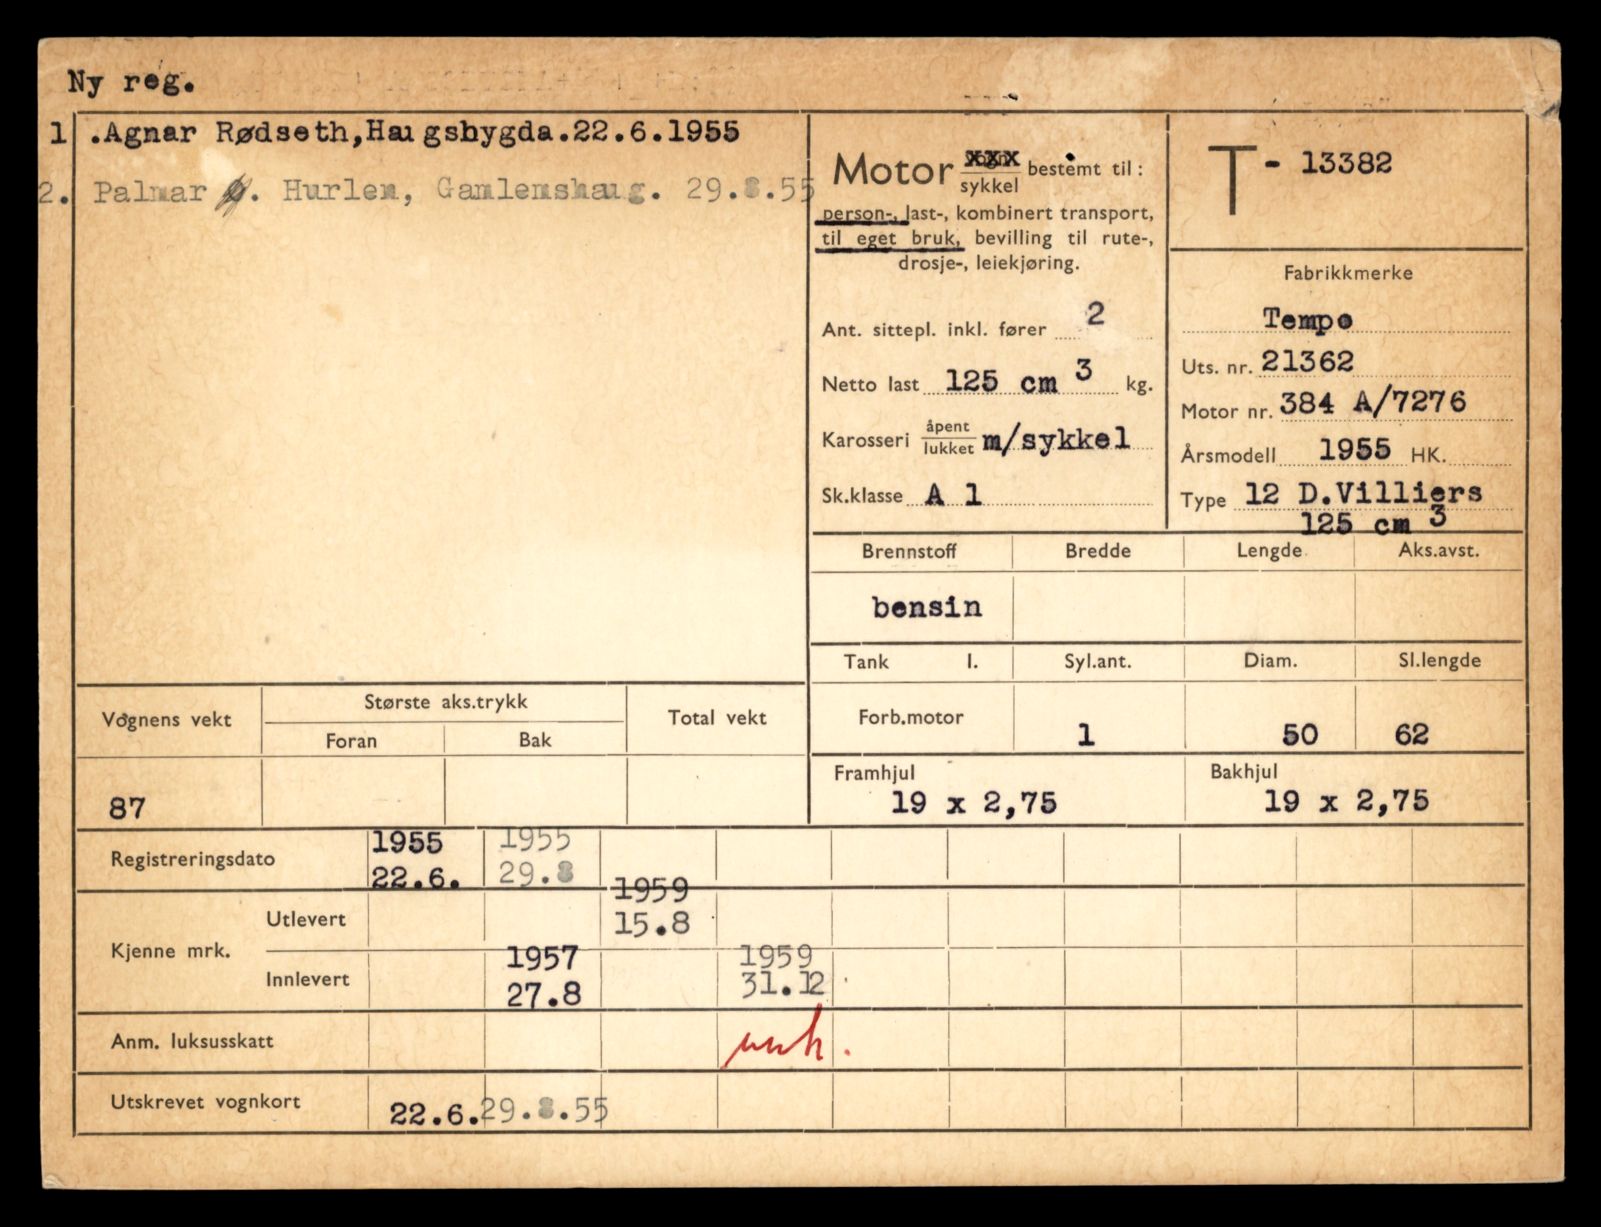 Ny reg.
1 .Agnar Rødseth,Haugsbygda.22.6.1955
2. Palmar . Hurlem, Gamlemshaug. 29.8.55
Motor vogn
sykkel bestemt til:
person-, last-, kombinert transport,
til eget bruk, bevilling til rute-,
drosje-, leiekjøring.
Ant. sittepl. inkl. fører 2
Netto last 125 cm 3 kg.
Karosseri åpent
lukket m/sykkel
Sk.klasse A 1
T - 13382
Fabrikkmerke
Tempo
Uts. nr. 21362
Motor nr. 384 A/7276
Årsmodell 1955 HK.
Type 12 D.Villiers
125 cm 3
Brennstoff Bredde Lengde Aks.avst.
bensin
Tank l. Syl.ant. Diam. Sl.lengde
Forb.motor 1 50 62
Framhjul Bakhjul
19 x 2,75 19 x 2,75
Vognens vekt Største aks.trykk Total vekt
Foran Bak
87
Registreringsdato 1955 1955
22.6. 29.8
1959
Utlevert 15.8
Kjenne mrk.
1957 1959
Innlevert 27.8 31.12
Anm. luksusskatt
Utskrevet vognkort 22.6. 29.8.55